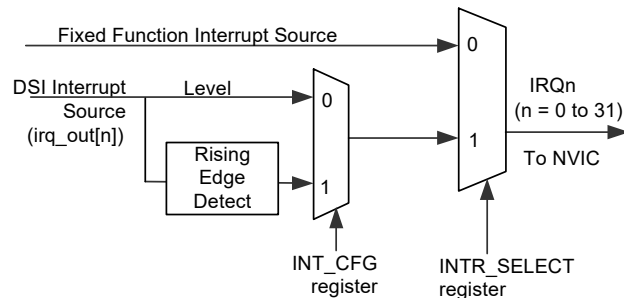 Fixed Function Interrupt Source
0
DSI Interrupt
Source
(irq_out[n])
Level
0
IRQn
(n = 0 to 31)
1
To NVIC
Rising
Edge
Detect
1
INT_CFG
register
INTR_SELECT
register